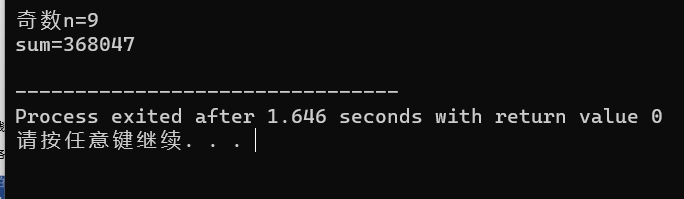 奇数n=9
sum=368047
--------------------------------
Process exited after 1.646 seconds with return value 0
请按任意键继续. . .